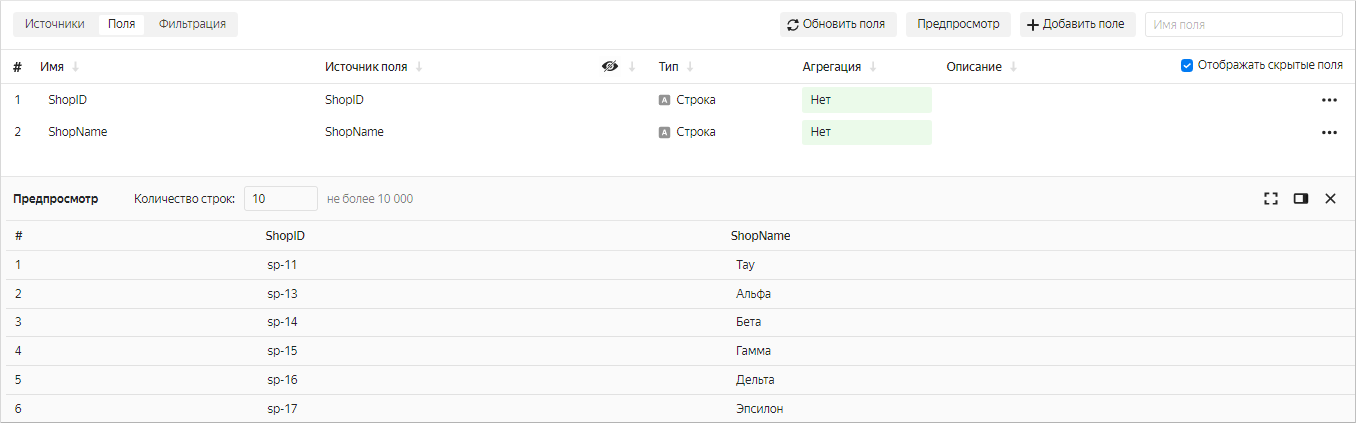 Источники Поля Фильтрация Обновить поля Предпросмотр Добавить поле Имя поля
# Имя Источник поля Тип Агрегация Описание Отображать скрытые поля
1 ShopID ShopID A Строка Нет
2 ShopName ShopName A Строка Нет
Предпросмотр Количество строк: 10 не более 10 000
# ShopID ShopName
1 sp-11 Тау
2 sp-13 Альфа
3 sp-14 Бета
4 sp-15 Гамма
5 sp-16 Дельта
6 sp-17 Эпсилон